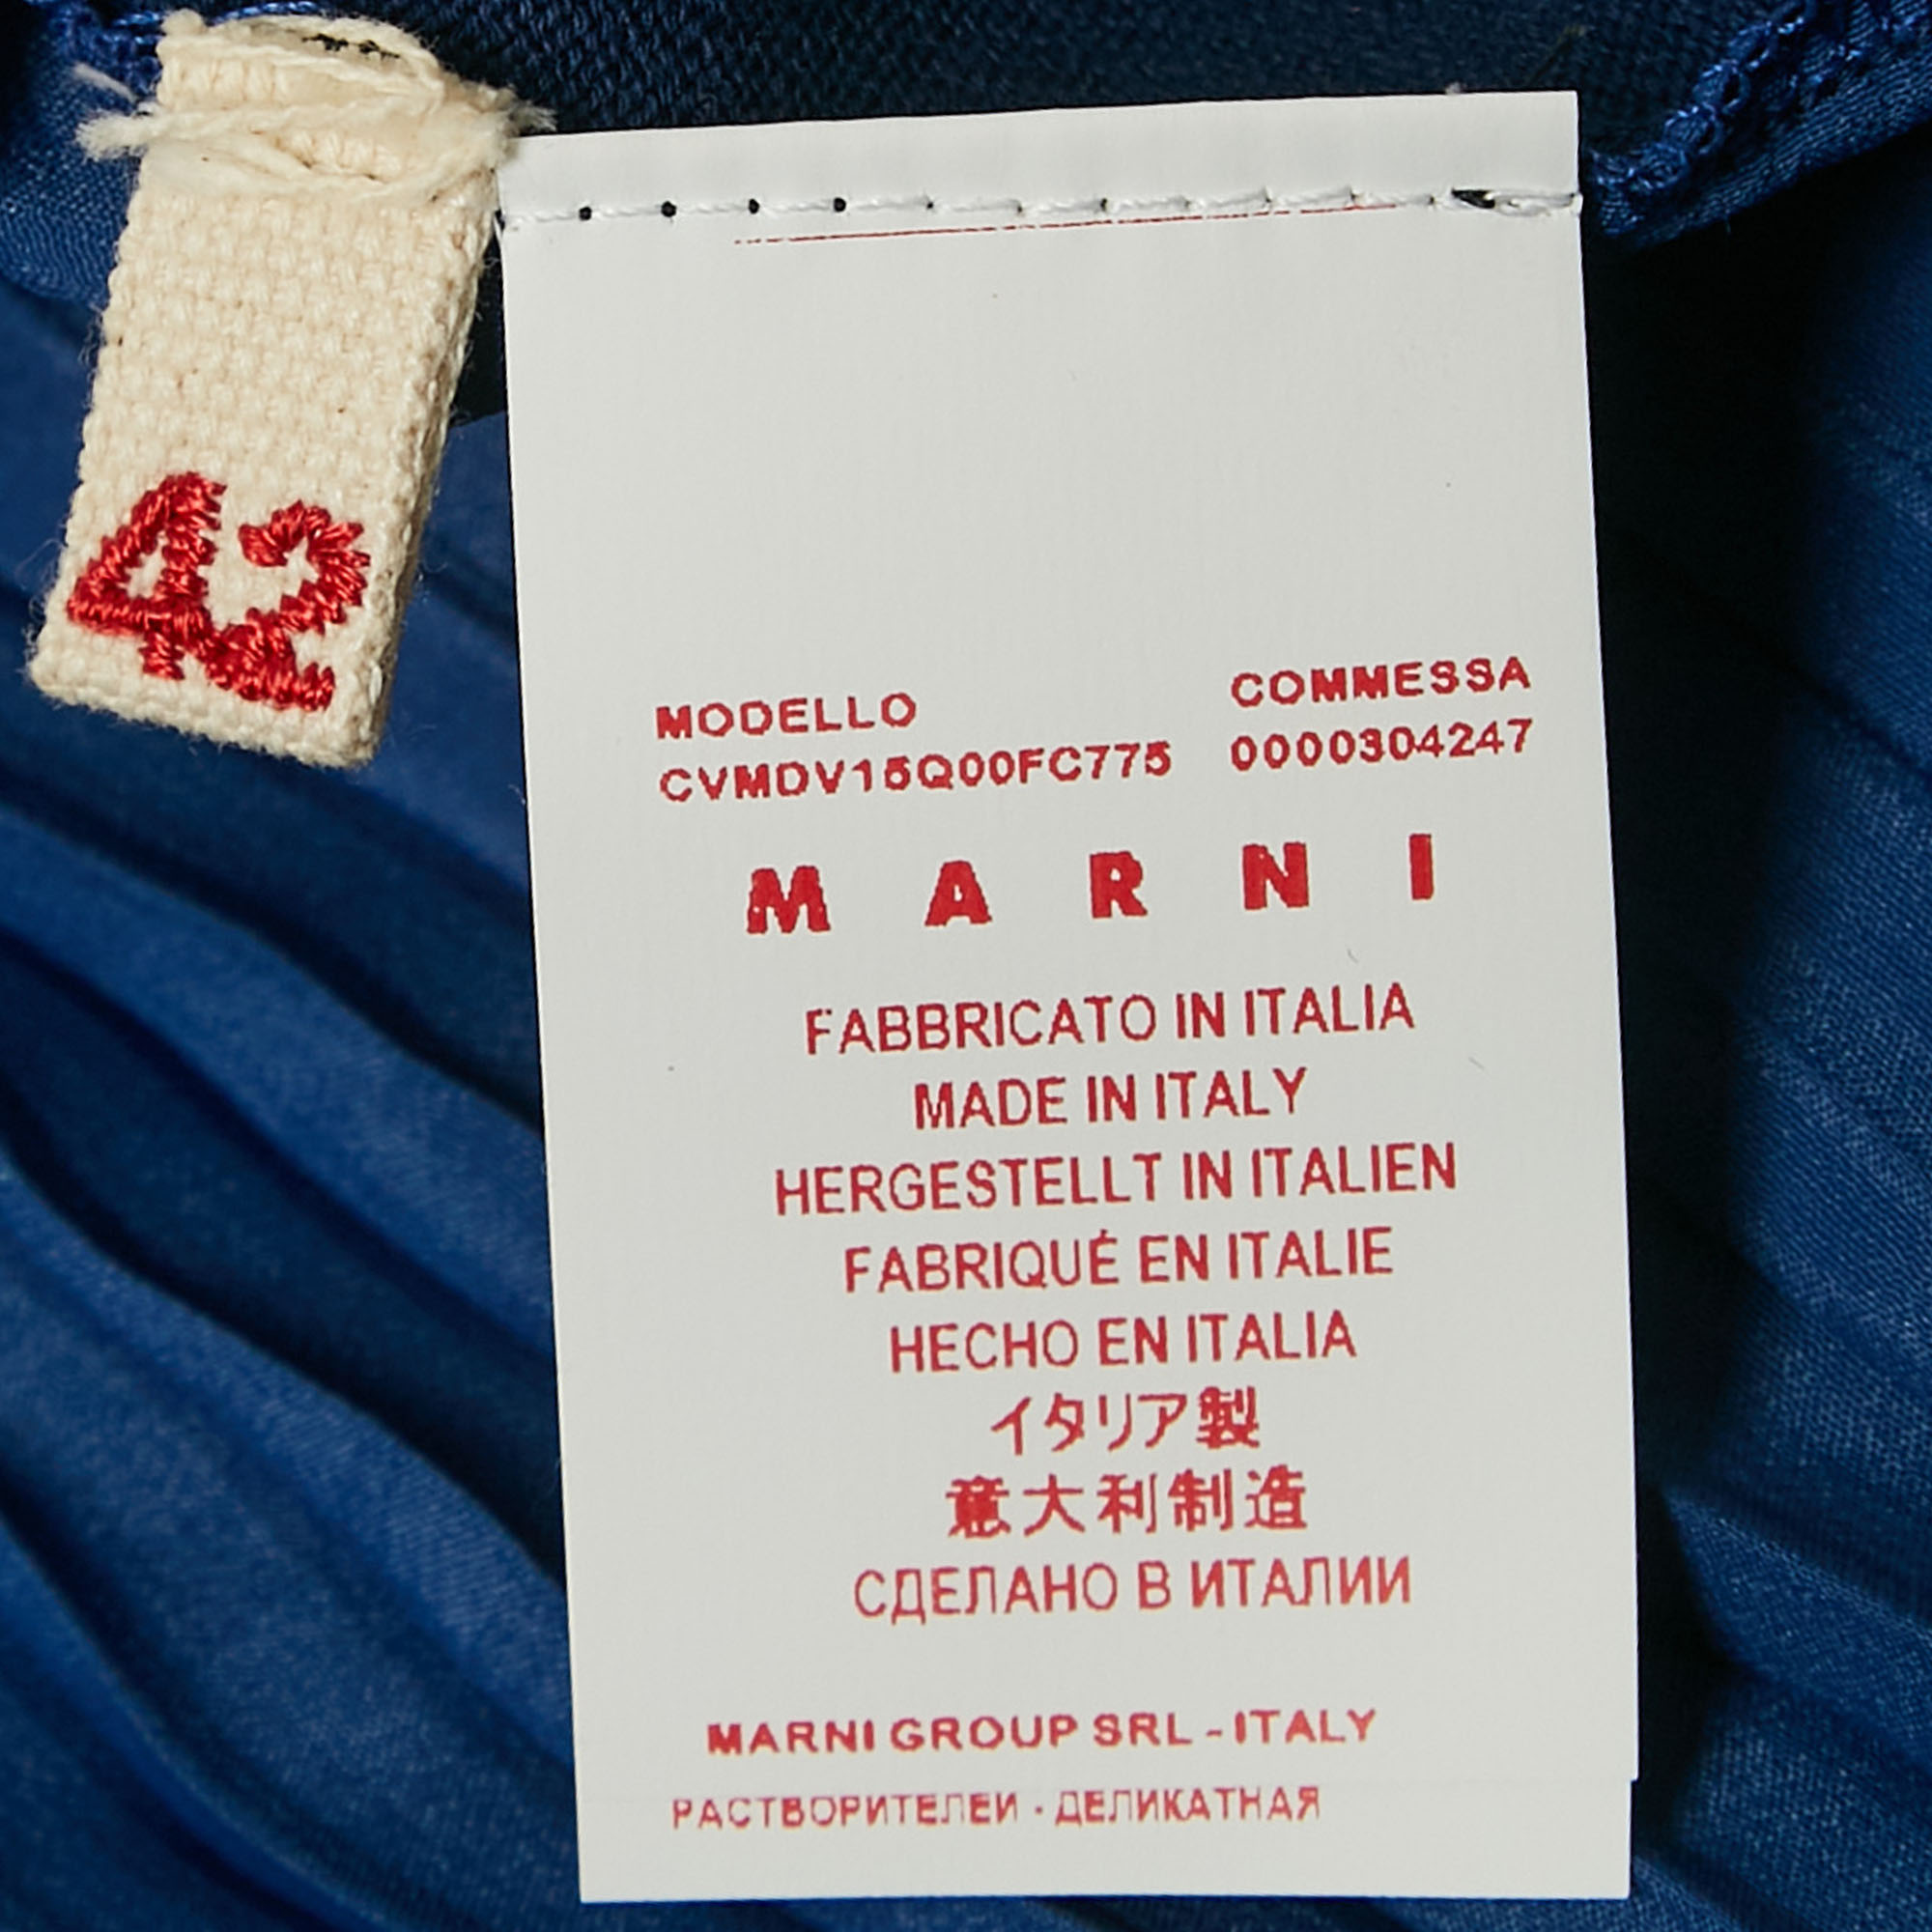 42
MODELLO COMMESSA
CVMDV15Q00FC775 0000304247
MARNI
FABBRICATO IN ITALIA
MADE IN ITALY
HERGESTELLT IN ITALIEN
FABRIQUÉ EN ITALIE
HECHO EN ITALIA
イタリア製
意大利制造
СДЕЛАНО В ИТАЛИИ
MARNI GROUP SRL - ITALY
РАСТВОРИТЕЛЕЙ - ДЕЛИКАТНАЯ